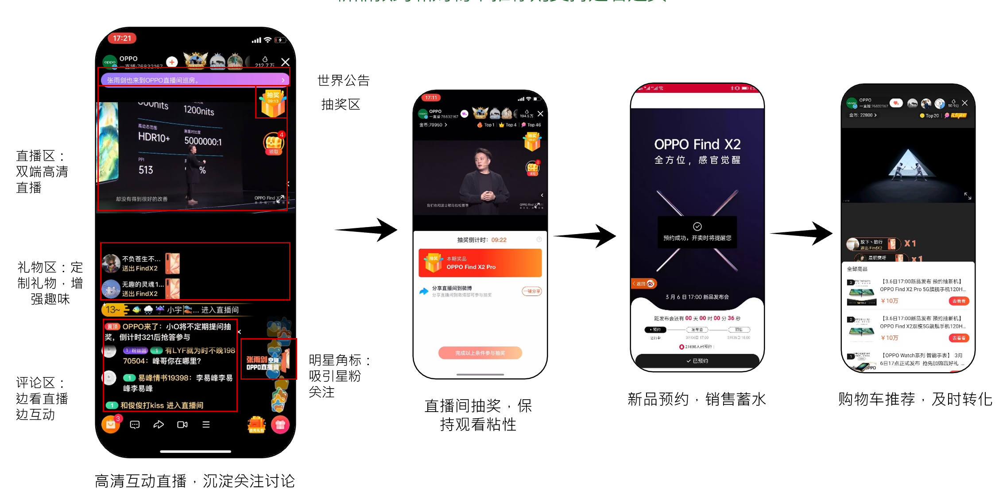 17:21
OPPO
一直播:76832167
212.7万
张雨剑也来到OPPO直播间巡房。
抽奖
09:13
1200nits
高动态范围
HDR10+
画面对比度
5000000:1
4
领取
PPI
513
%
却没有得到很好的改善
OPPO Find X2
不负苍生不...
送出FindX2
无趣的灵魂1...
送出FindX2
13~
小宇
... 进入直播间
置顶 OPPO来了：小O将不定期提问抽
奖，倒计时321后抢答参与
1 粉丝团 1 有LYF就为时不晚198
70504：峰哥你在哪里?
1 易峰情书19398：李易峰李易
峰李易峰
1 和俊俊打kiss 进入直播间
张雨剑空降
OPPO直播间
3
首充礼包
直播区：
双端高清
直播
礼物区：定
制礼物，增
强趣味
评论区：
边看直播
边互动
世界公告
抽奖区
明星角标：
吸引星粉
关注
高清互动直播，沉淀关注讨论
17:11
OPPO
一直播:76832167
194.5万
金币:70950
Top 1
Top 4
Top 46
抽奖
09:21
8
领取
我们也和波士顿马拉松赛事
OPPO Find X
抽奖倒计时：09:22
抽奖
本期奖品
OPPO Find X2 Pro
分享直播间到微博
分享直播间到微博即可参与抽奖
一键分享
完成以上条件参与抽奖
直播间抽奖，保
持观看粘性
OPPO Find X2
全方位，感官觉醒
预约成功，开卖时将提醒您
返回
3 月 6 日 17:00 新品发布会
距发布会还有 00 天 00 时 00 分 36 秒
预约
发布会
预售
进行中
3月06日 17:00
3月06日 18:00
21698人已预约
已预约
新品预约，销售蓄水
OPPO
一直播:76832167
50.9万
金币: 22800
Top20
放下丶旅行
送出 FindX2
X1
是初雯呀
x1
全部商品
3
【3.6日17:00新品发布 预约抽新机】
OPPO Find X2 Pro 5G旗舰手机120H...
￥10万
去看看
2
【3.6日17:00新品发布 预约抽新机】
OPPO Find X2双模5G旗舰手机120H...
￥10万
去看看
1
【OPPO Watch系列 智能手表】 3月
6日17点正式发布 抢先加购赢好礼 ...
购物车推荐，及时转化